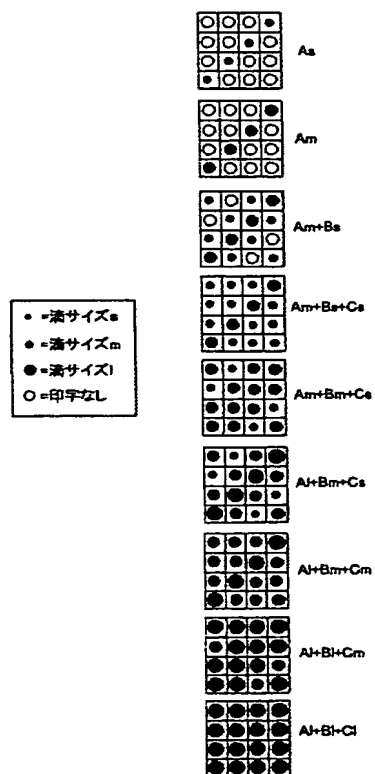 As
Am
Am+Bs
Am+Bs+Cs
Am+Bm+Cs
Al+Bm+Cs
Al+Bm+Cm
Al+Bl+Cm
Al+Bl+Cl
=滴サイズs
=滴サイズm
=滴サイズl
=印字なし